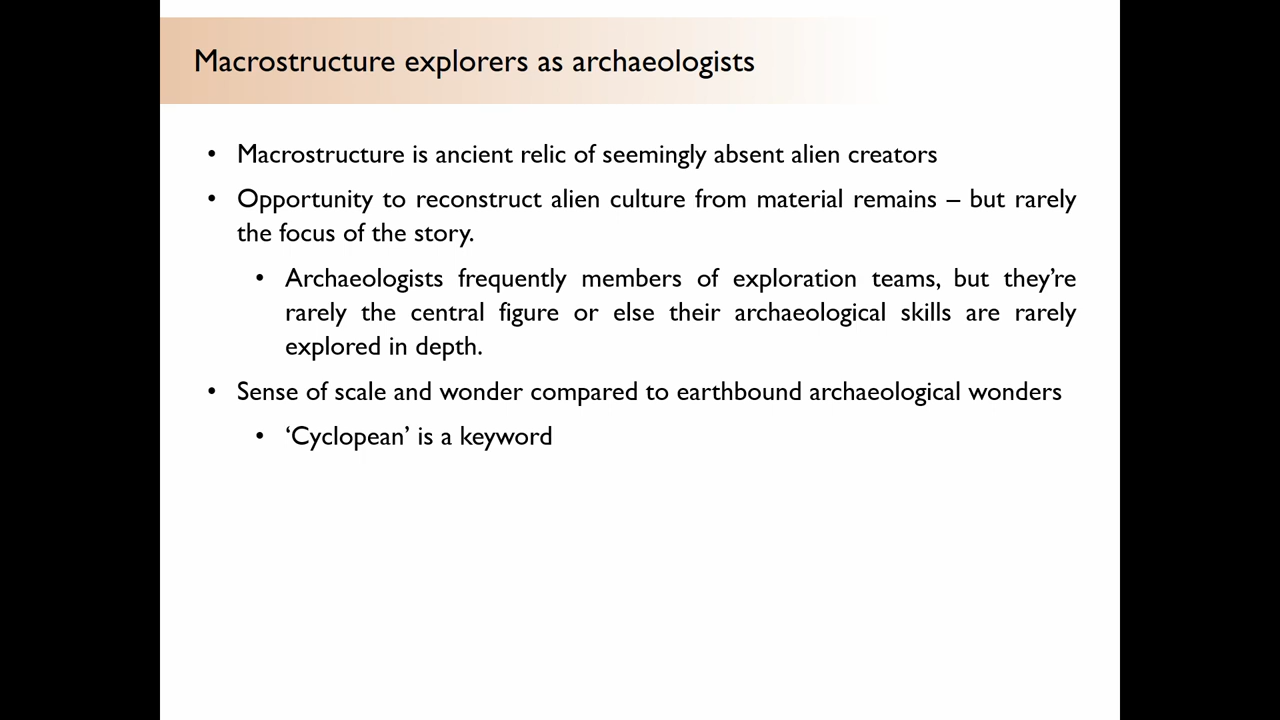 Macrostructure explorers as archaeologists
• Macrostructure is ancient relic of seemingly absent alien creators
• Opportunity to reconstruct alien culture from material remains – but rarely
the focus of the story.
• Archaeologists frequently members of exploration teams, but they’re
rarely the central figure or else their archaeological skills are rarely
explored in depth.
• Sense of scale and wonder compared to earthbound archaeological wonders
• ‘Cyclopean’ is a keyword